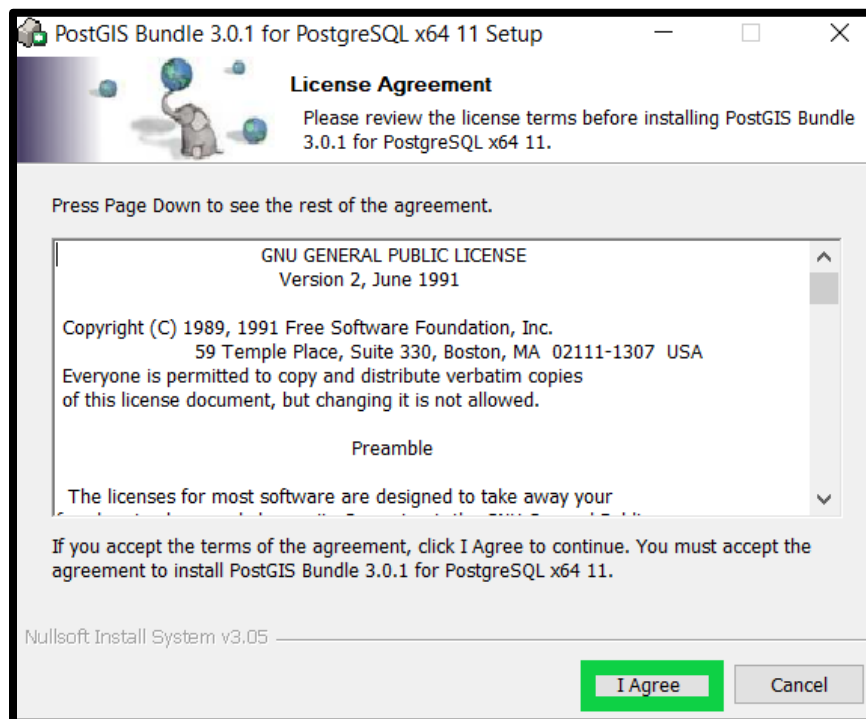 PostGIS Bundle 3.0.1 for PostgreSQL x64 11 Setup
License Agreement
Please review the license terms before installing PostGIS Bundle
3.0.1 for PostgreSQL x64 11.
Press Page Down to see the rest of the agreement.
GNU GENERAL PUBLIC LICENSE
Version 2, June 1991
Copyright (C) 1989, 1991 Free Software Foundation, Inc.
59 Temple Place, Suite 330, Boston, MA 02111-1307 USA
Everyone is permitted to copy and distribute verbatim copies
of this license document, but changing it is not allowed.
Preamble
The licenses for most software are designed to take away your
If you accept the terms of the agreement, click I Agree to continue. You must accept the
agreement to install PostGIS Bundle 3.0.1 for PostgreSQL x64 11.
Nullsoft Install System v3.05
I Agree
Cancel